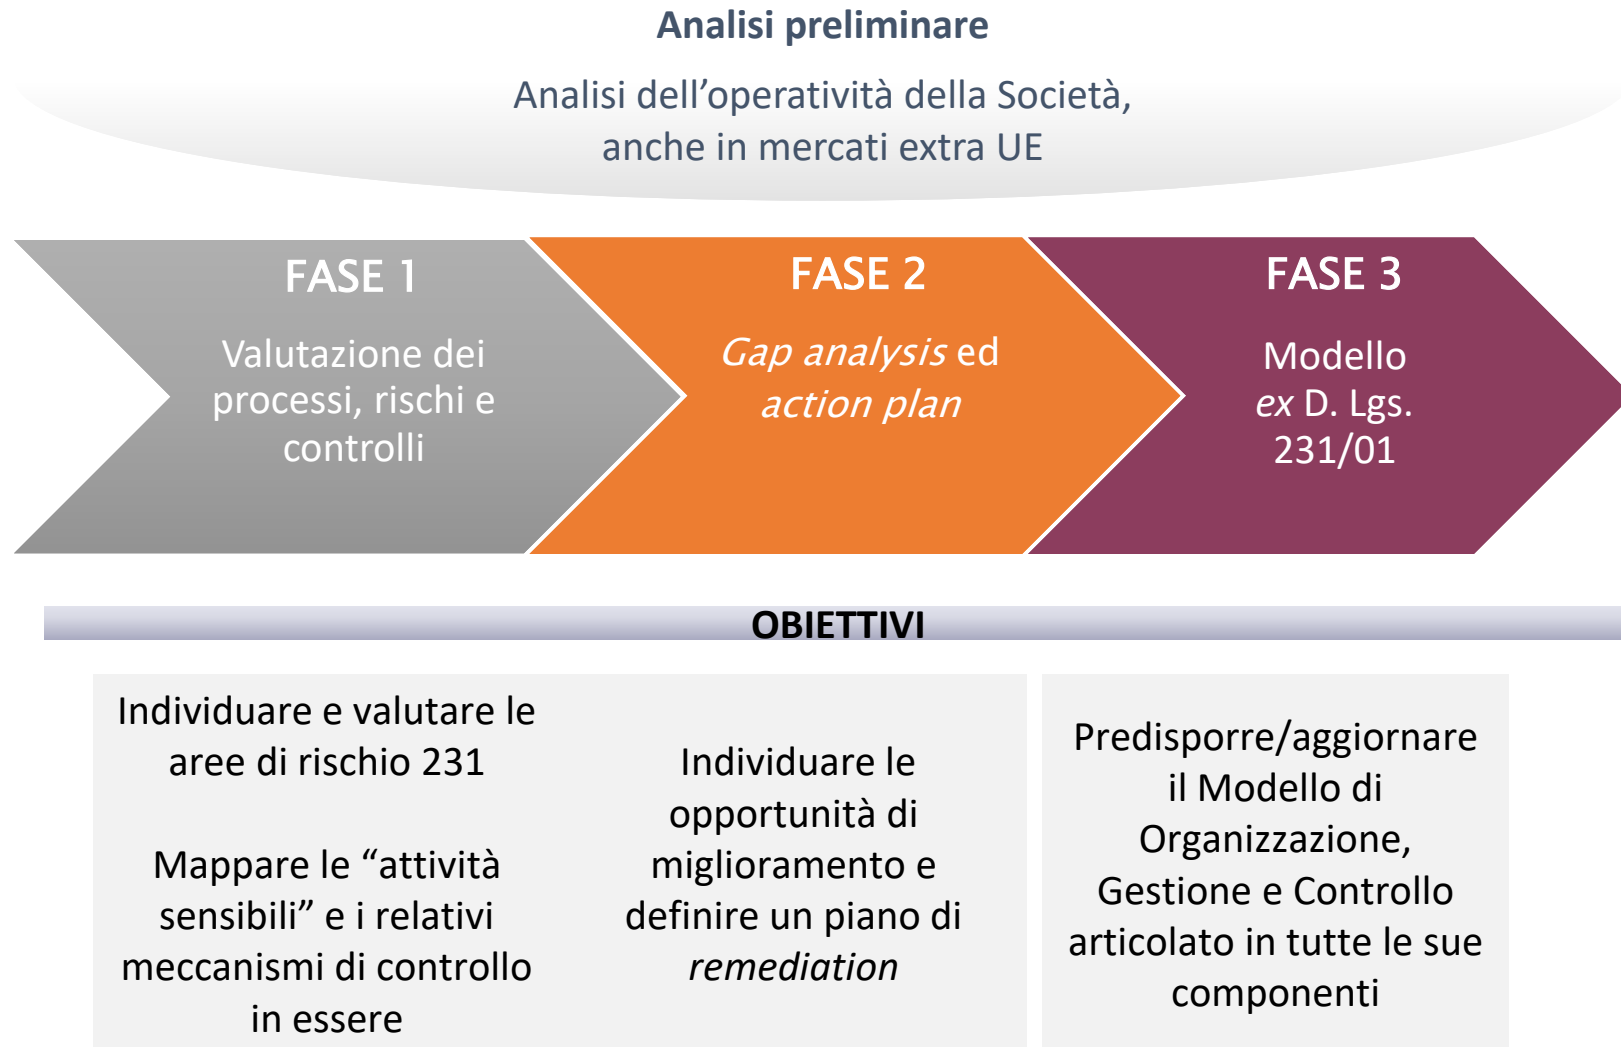 Analisi preliminare
Analisi dell’operatività della Società,
anche in mercati extra UE
FASE 1
Valutazione dei
processi, rischi e
controlli
FASE 2
Gap analysis ed
action plan
FASE 3
Modello
ex D. Lgs.
231/01
OBIETTIVI
Individuare e valutare le
aree di rischio 231
Mappare le “attività
sensibili” e i relativi
meccanismi di controllo
in essere
Individuare le
opportunità di
miglioramento e
definire un piano di
remediation
Predisporre/aggiornare
il Modello di
Organizzazione,
Gestione e Controllo
articolato in tutte le sue
componenti